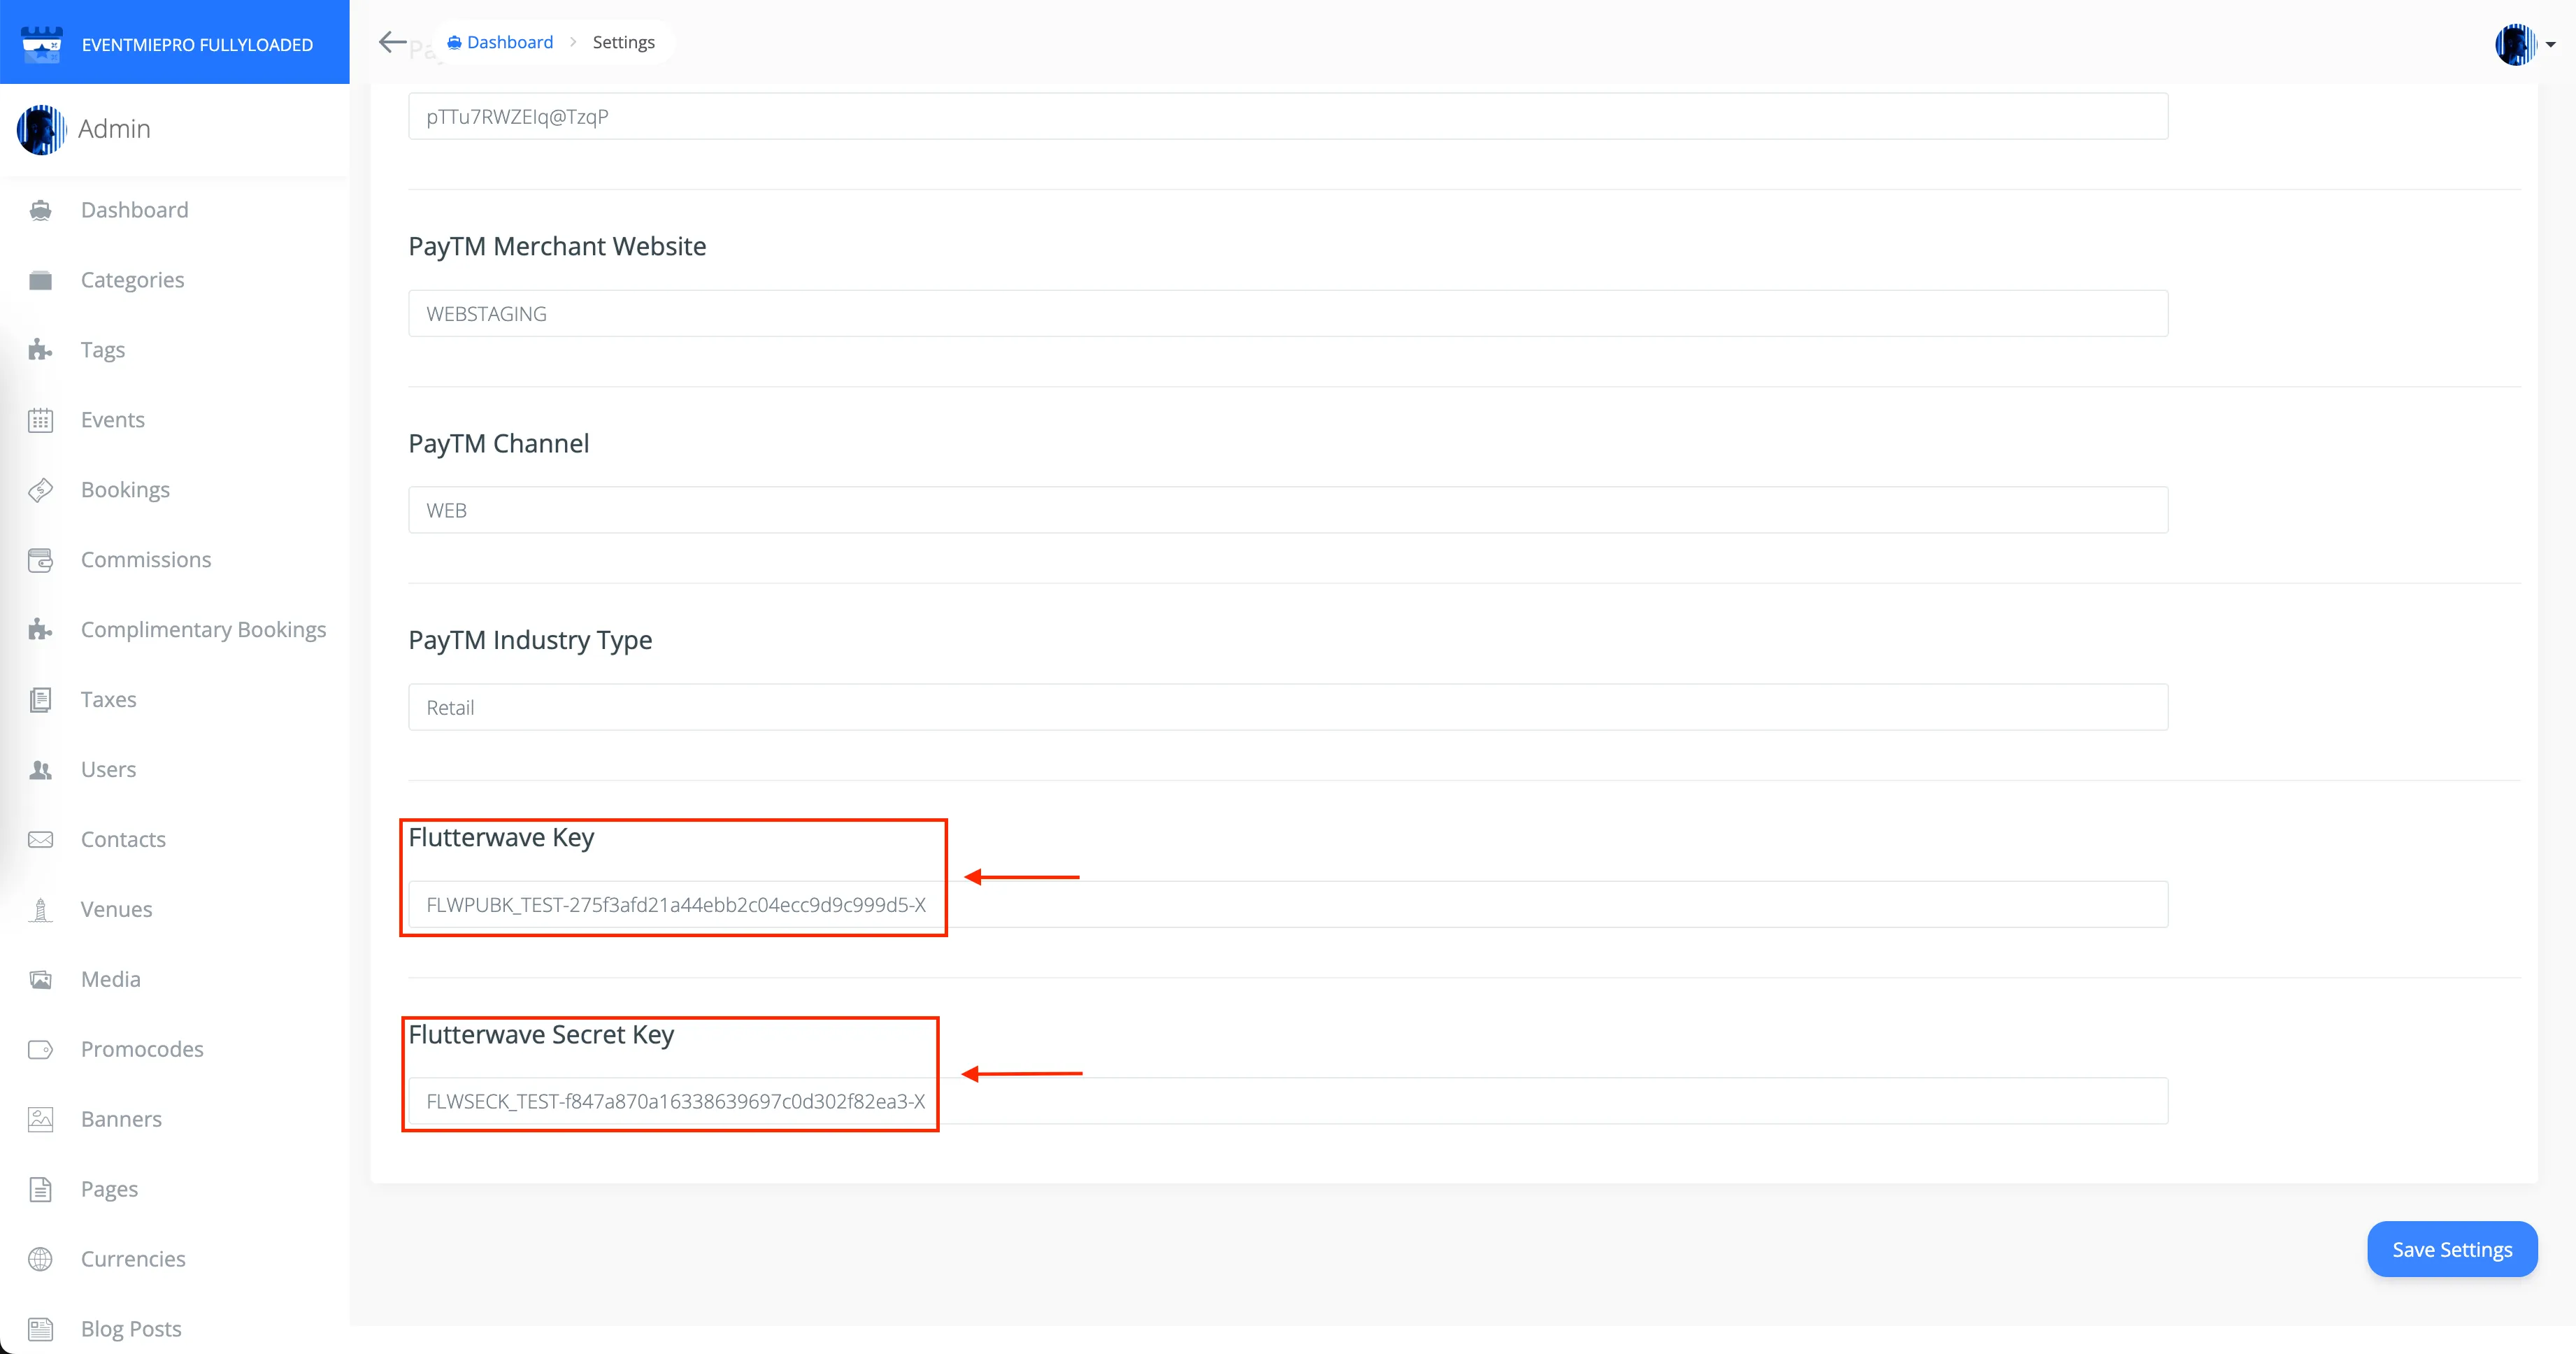 EVENTMIEPRO FULLYLOADED
Dashboard
Settings
Admin
Dashboard
Categories
Tags
Events
Bookings
Commissions
Complimentary Bookings
Taxes
Users
Contacts
Venues
Media
Promocodes
Banners
Pages
Currencies
Blog Posts
pTTu7RWZEIq@TzqP
PayTM Merchant Website
WEBSTAGING
PayTM Channel
WEB
PayTM Industry Type
Retail
Flutterwave Key
FLWPUBK_TEST-275f3afd21a44ebb2c04ecc9d9c999d5-X
Flutterwave Secret Key
FLWSECK_TEST-f847a870a16338639697c0d302f82ea3-X
Save Settings